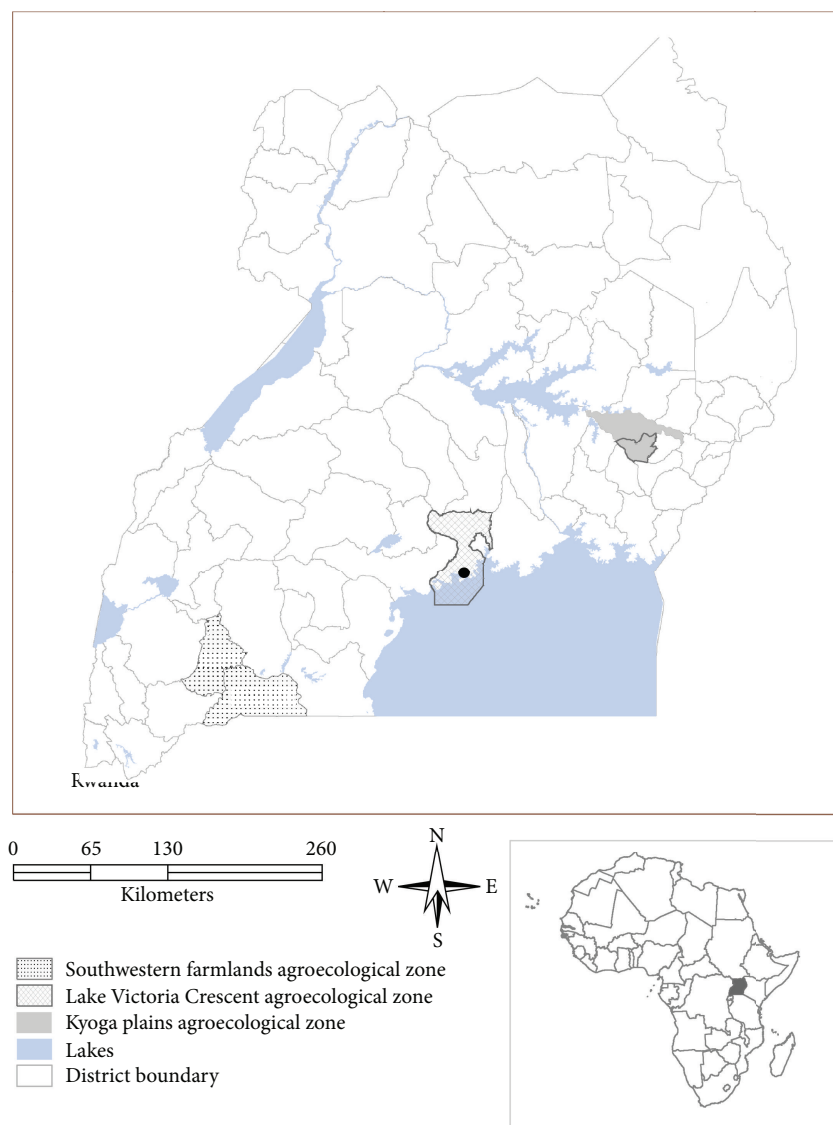 Rwanda
0 65 130 260
Kilometers
N
W E
S
Southwestern farmlands agroecological zone
Lake Victoria Crescent agroecological zone
Kyoga plains agroecological zone
Lakes
District boundary